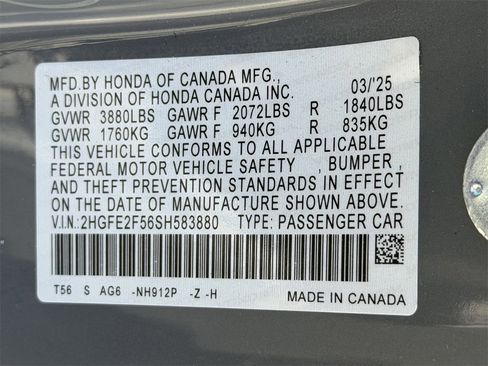 MFD.BY HONDA OF CANADA MFG., 03/'25
A DIVISION OF HONDA CANADA INC.
GVWR 3880LBS GAWR F 2072LBS R 1840LBS
GVWR 1760KG GAWR F 940KG R 835KG
THIS VEHICLE CONFORMS TO ALL APPLICABLE
FEDERAL MOTOR VEHICLE SAFETY , BUMPER ,
AND THEFT PREVENTION STANDARDS IN EFFECT
ON THE DATE OF MANUFACTURE SHOWN ABOVE.
V.I.N:2HGFE2F56SH583880 TYPE: PASSENGER CAR
T56 S AG6 -NH912P -Z -H MADE IN CANADA